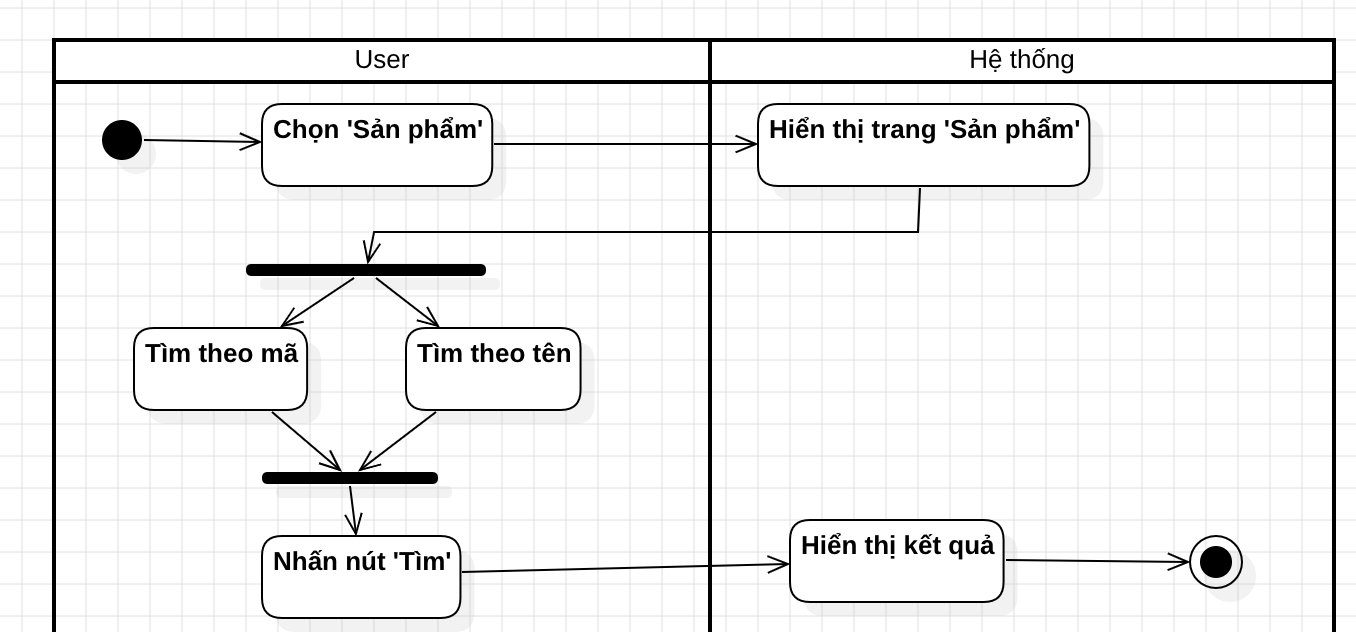 User
Hệ thống
Chọn 'Sản phẩm'
Hiển thị trang 'Sản phẩm'
Tìm theo mã
Tìm theo tên
Nhấn nút 'Tìm'
Hiển thị kết quả